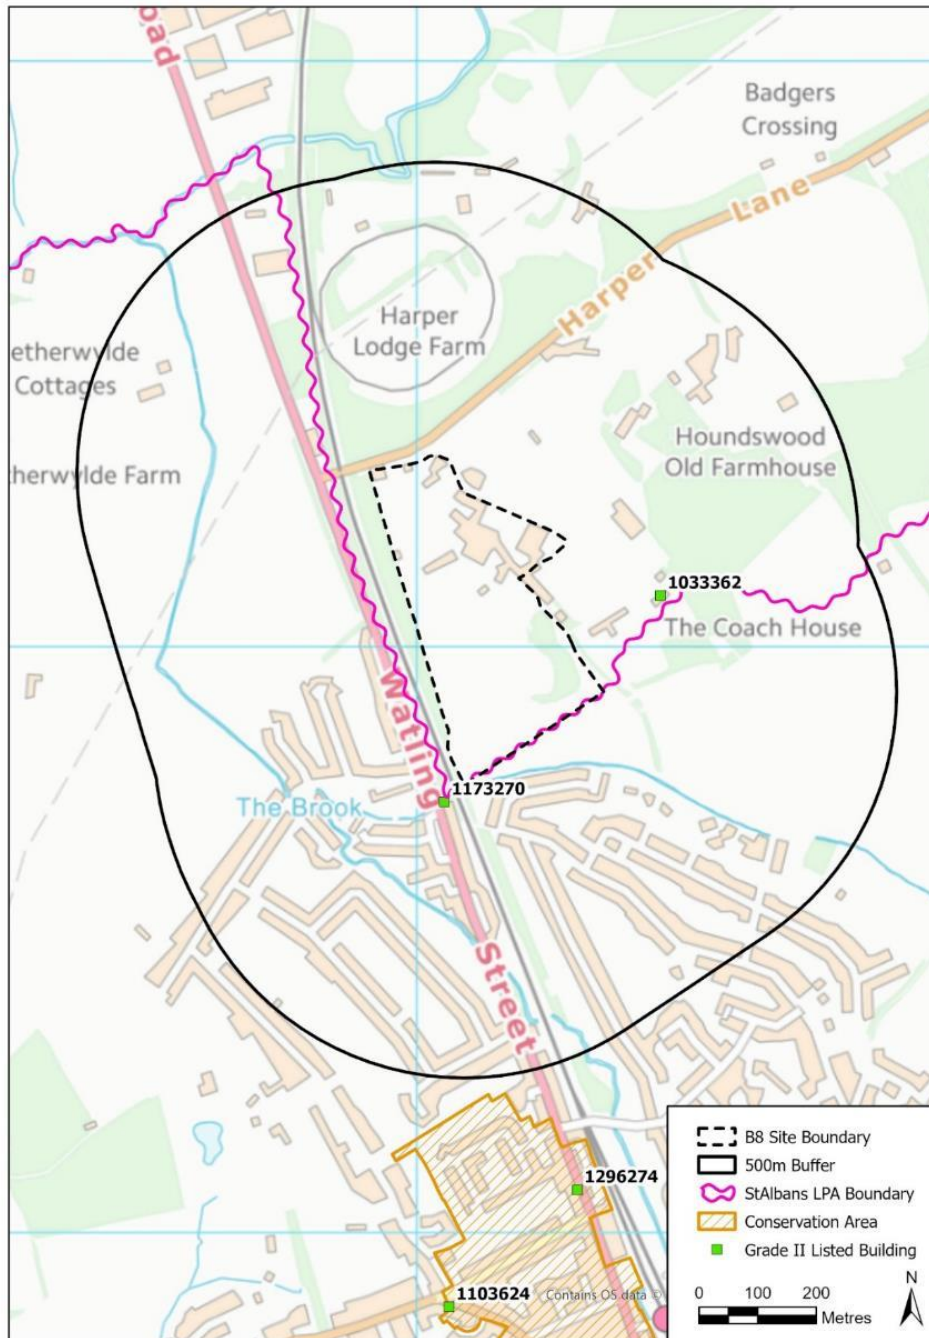 oad
Badgers
Crossing
Harper Lane
Harper
Lodge Farm
etherwylde
Cottages
Houndswood
Old Farmhouse
therwylde Farm
1033362
The Coach House
Watling Street
1173270
The Brook
1296274
1103624
Contains OS data ©
B8 Site Boundary
500m Buffer
StAlbans LPA Boundary
Conservation Area
Grade II Listed Building
N
0 100 200
Metres